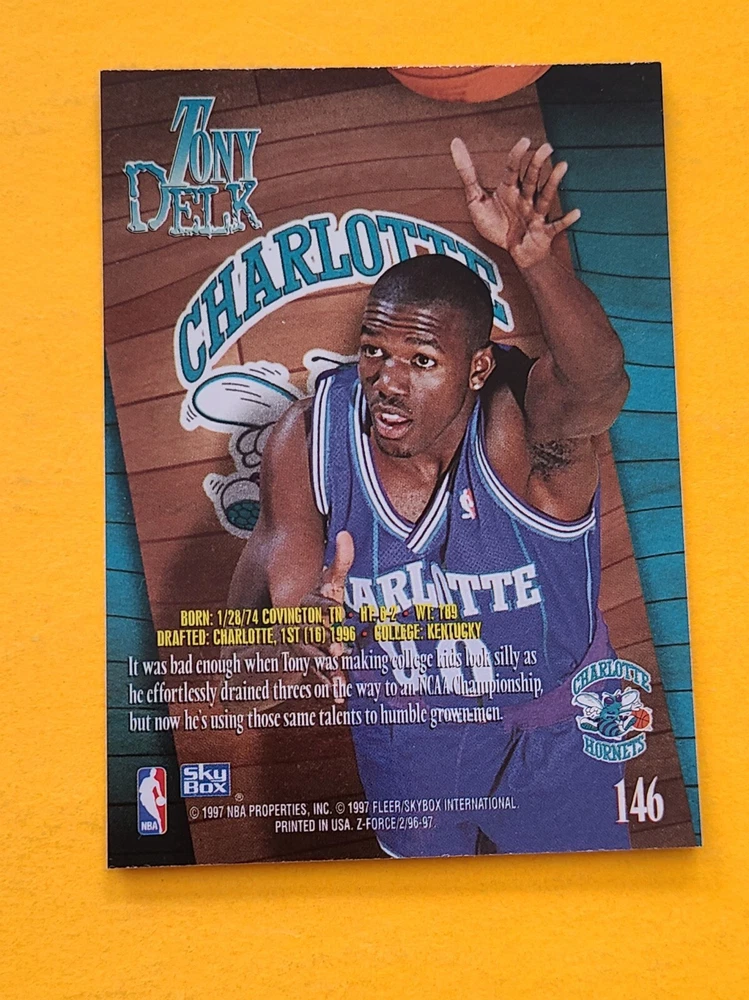 TONY
DELK
CHARLOTTE
CHARLOTTE
00
BORN: 1/28/74 COVINGTON, TN • HT: 6-2 • WT: 189
DRAFTED: CHARLOTTE, 1ST (16) 1996 • COLLEGE: KENTUCKY
It was bad enough when Tony was making college kids look silly as
he effortlessly drained threes on the way to an NCAA Championship,
but now he's using those same talents to humble grown men.
CHARLOTTE
HORNETS
NBA
SkyBox®
© 1997 NBA PROPERTIES, INC. © 1997 FLEER/SKYBOX INTERNATIONAL.
PRINTED IN USA. Z-FORCE/2/96-97.
146